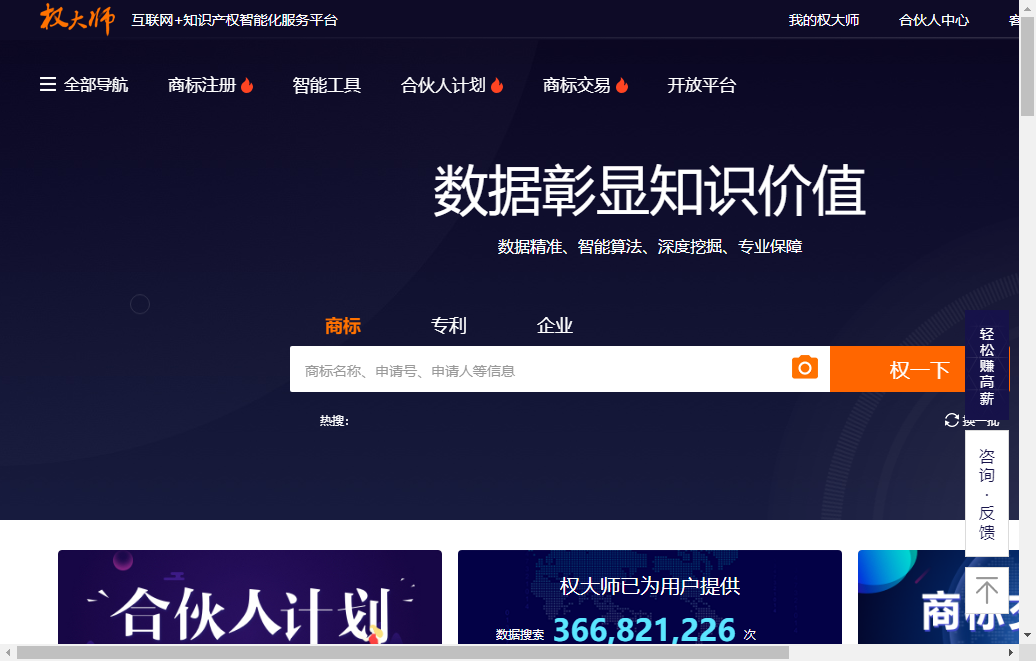 权大师 互联网+知识产权智能化服务平台 我的权大师 合伙人中心
全部导航 商标注册 智能工具 合伙人计划 商标交易 开放平台
数据彰显知识价值
数据精准、智能算法、深度挖掘、专业保障
商标 专利 企业
商标名称、申请号、申请人等信息 权一下
热搜: 换一批
轻松赚高薪
咨询·反馈
合伙人计划
权大师已为用户提供
数据搜索 366,821,226 次
商标